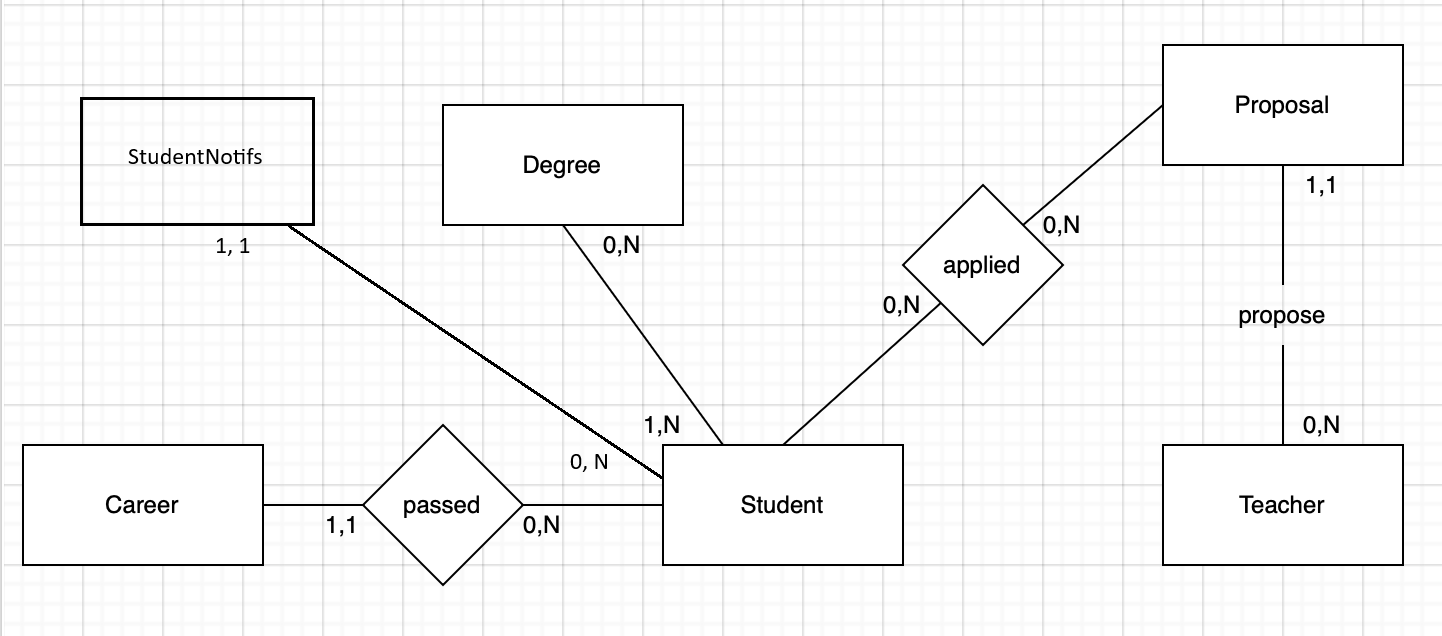 Proposal
StudentNotifs
Degree
1,1
0,N
1, 1
0,N
applied
0,N
propose
1,N
0,N
0, N
Career
passed
Student
Teacher
1,1
0,N